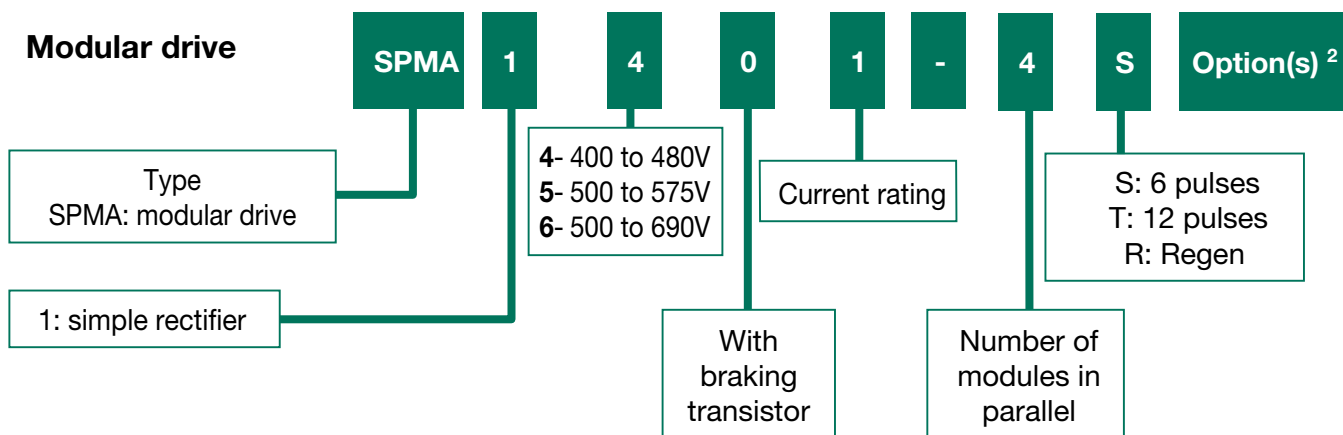 Modular drive
SPMA 1 4 0 1 - 4 S Option(s) 2
Type
SPMA: modular drive
4- 400 to 480V
5- 500 to 575V
6- 500 to 690V
Current rating
S: 6 pulses
T: 12 pulses
R: Regen
1: simple rectifier
With
braking
transistor
Number of
modules in
parallel